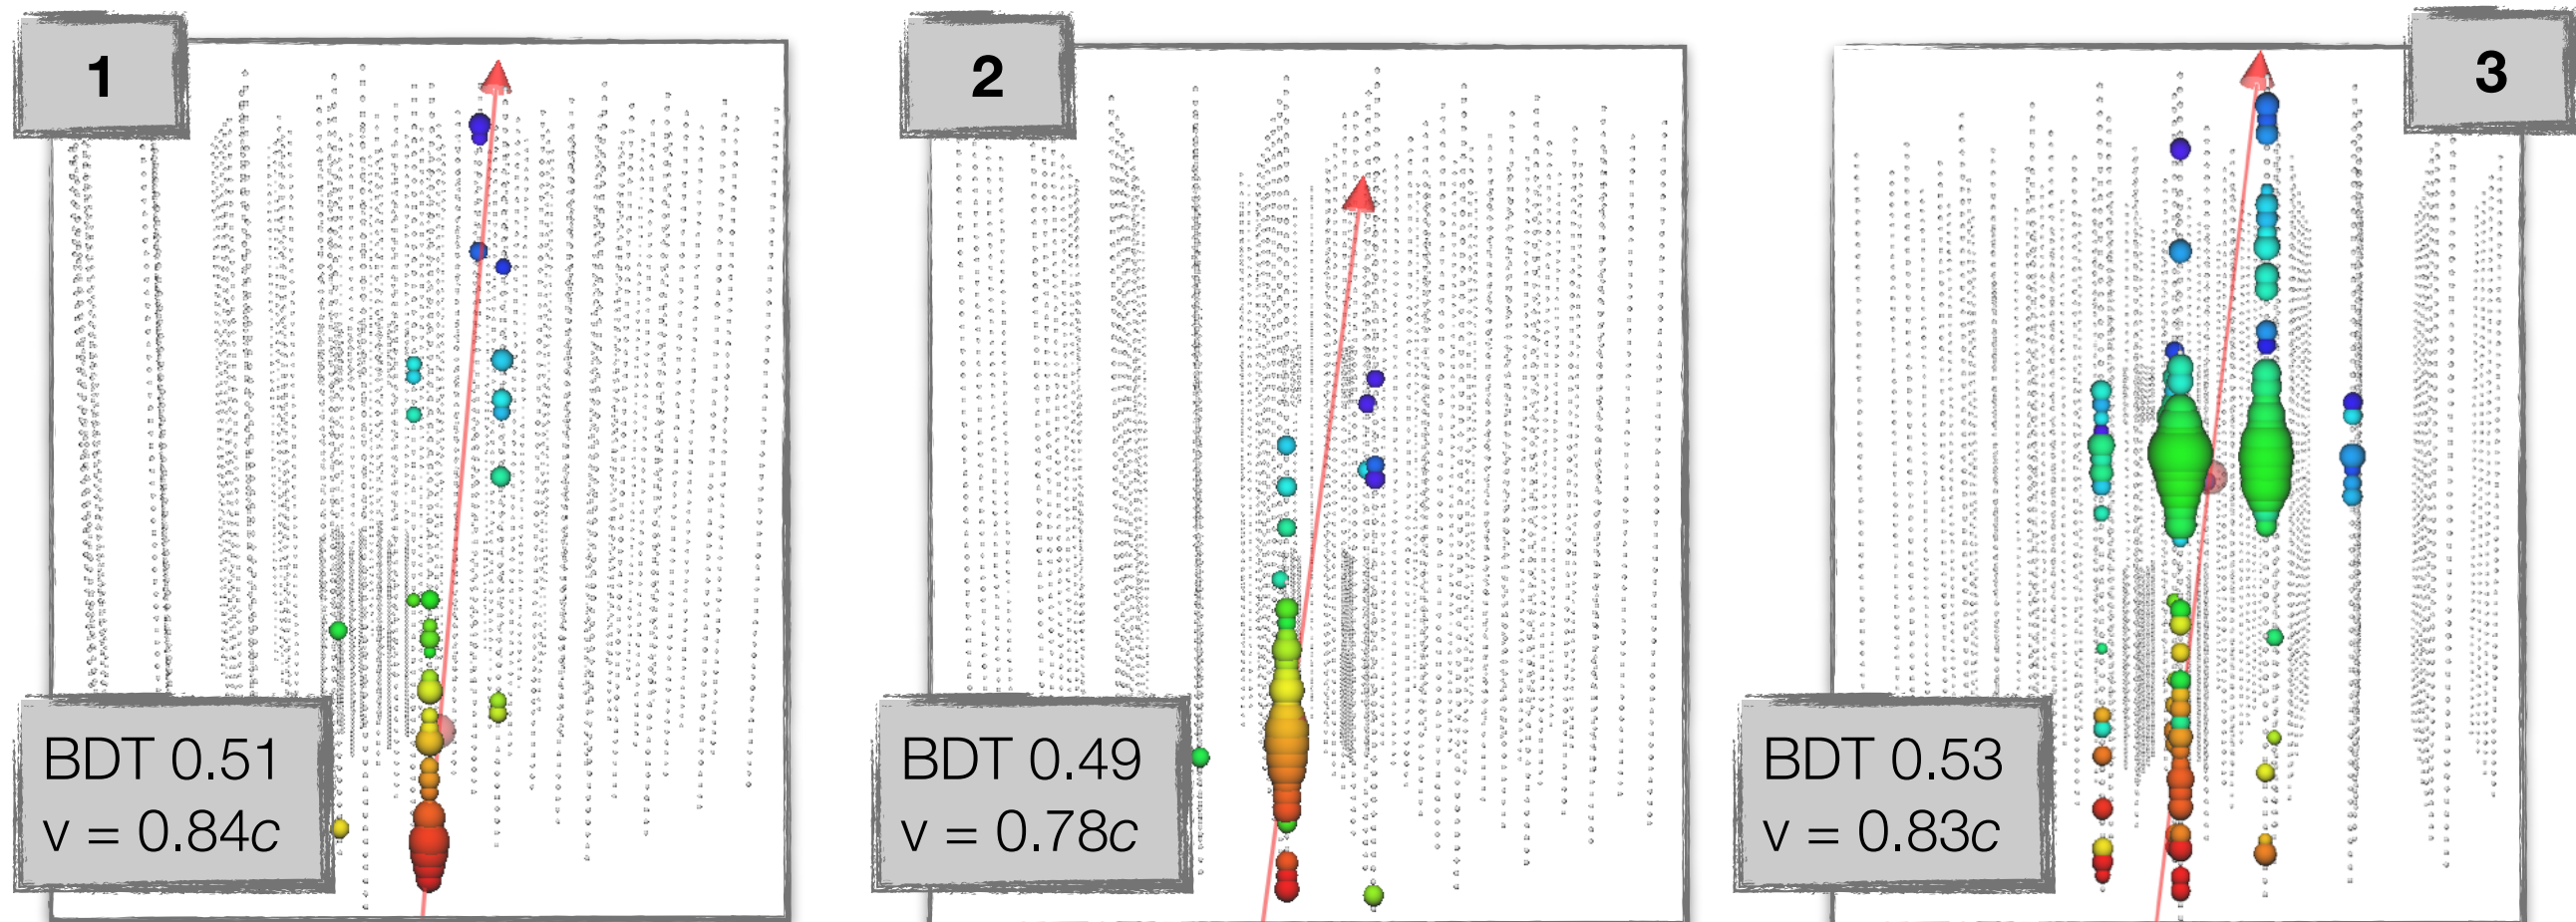 1
2
3
BDT 0.51
v = 0.84c
BDT 0.49
v = 0.78c
BDT 0.53
v = 0.83c